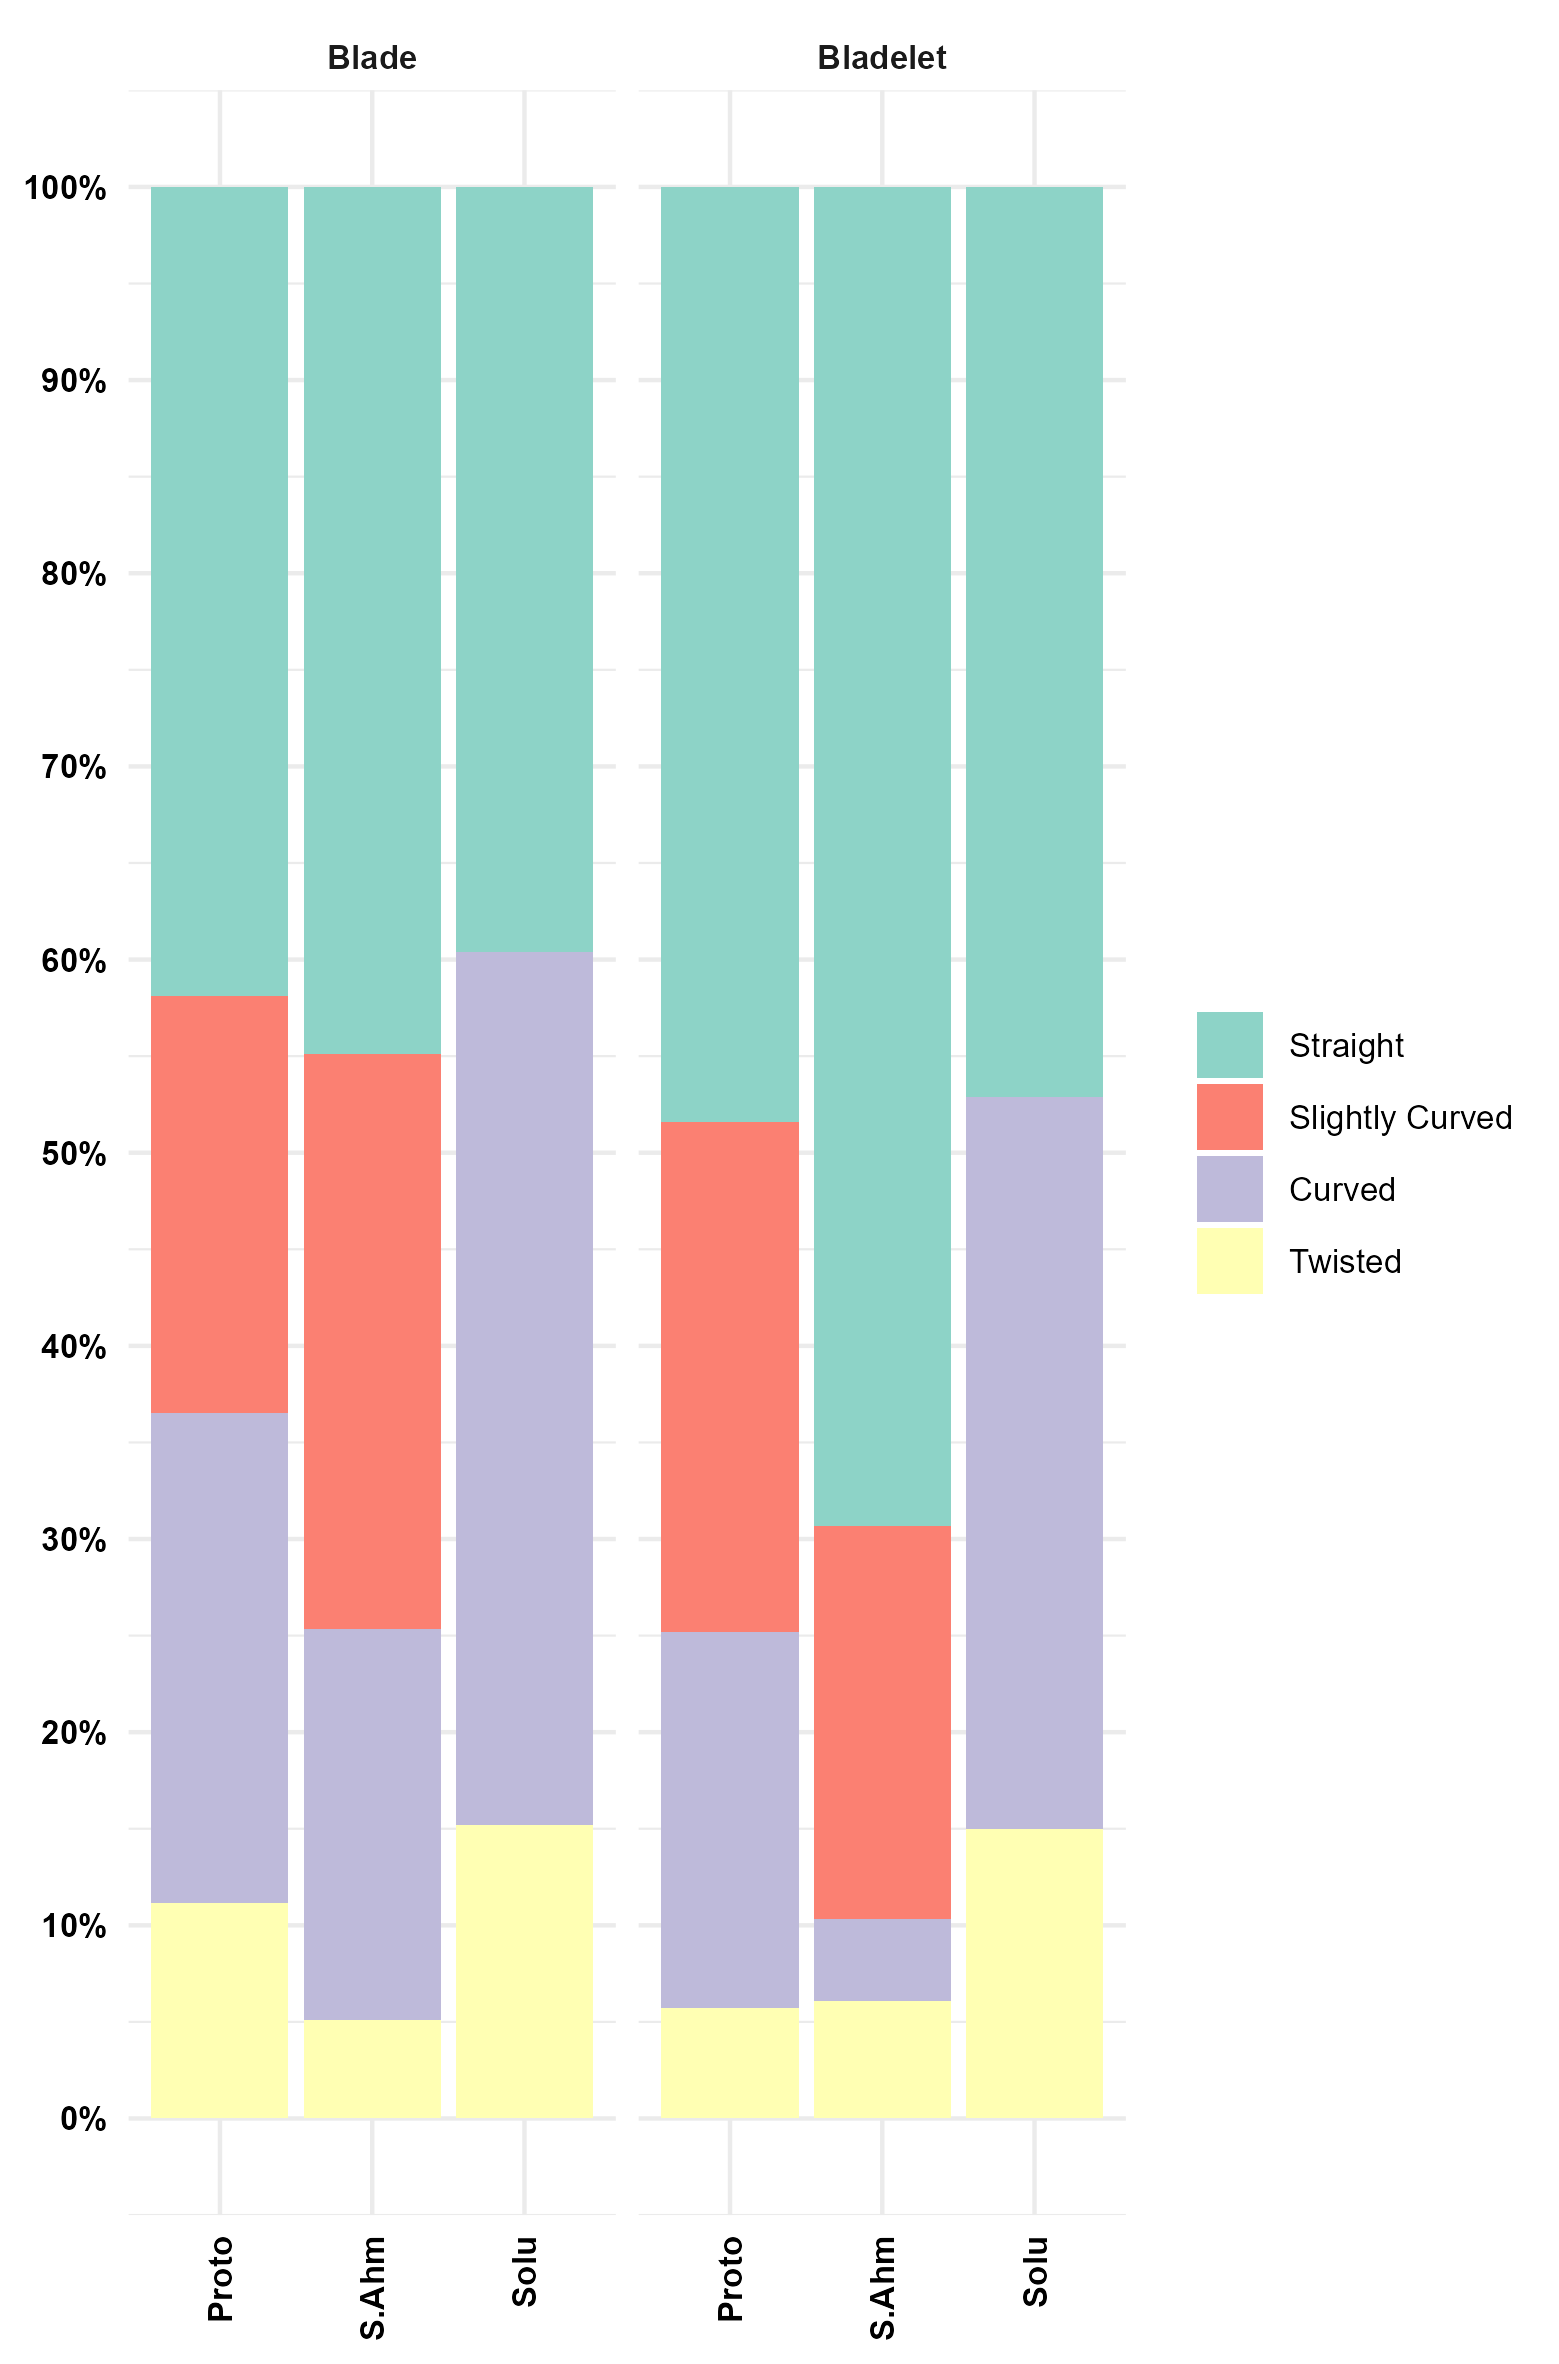 Blade
Bladelet
100%
90%
80%
70%
60%
50%
40%
30%
20%
10%
0%
Straight
Slightly Curved
Curved
Twisted
Proto
S.Ahm
Solu
Proto
S.Ahm
Solu